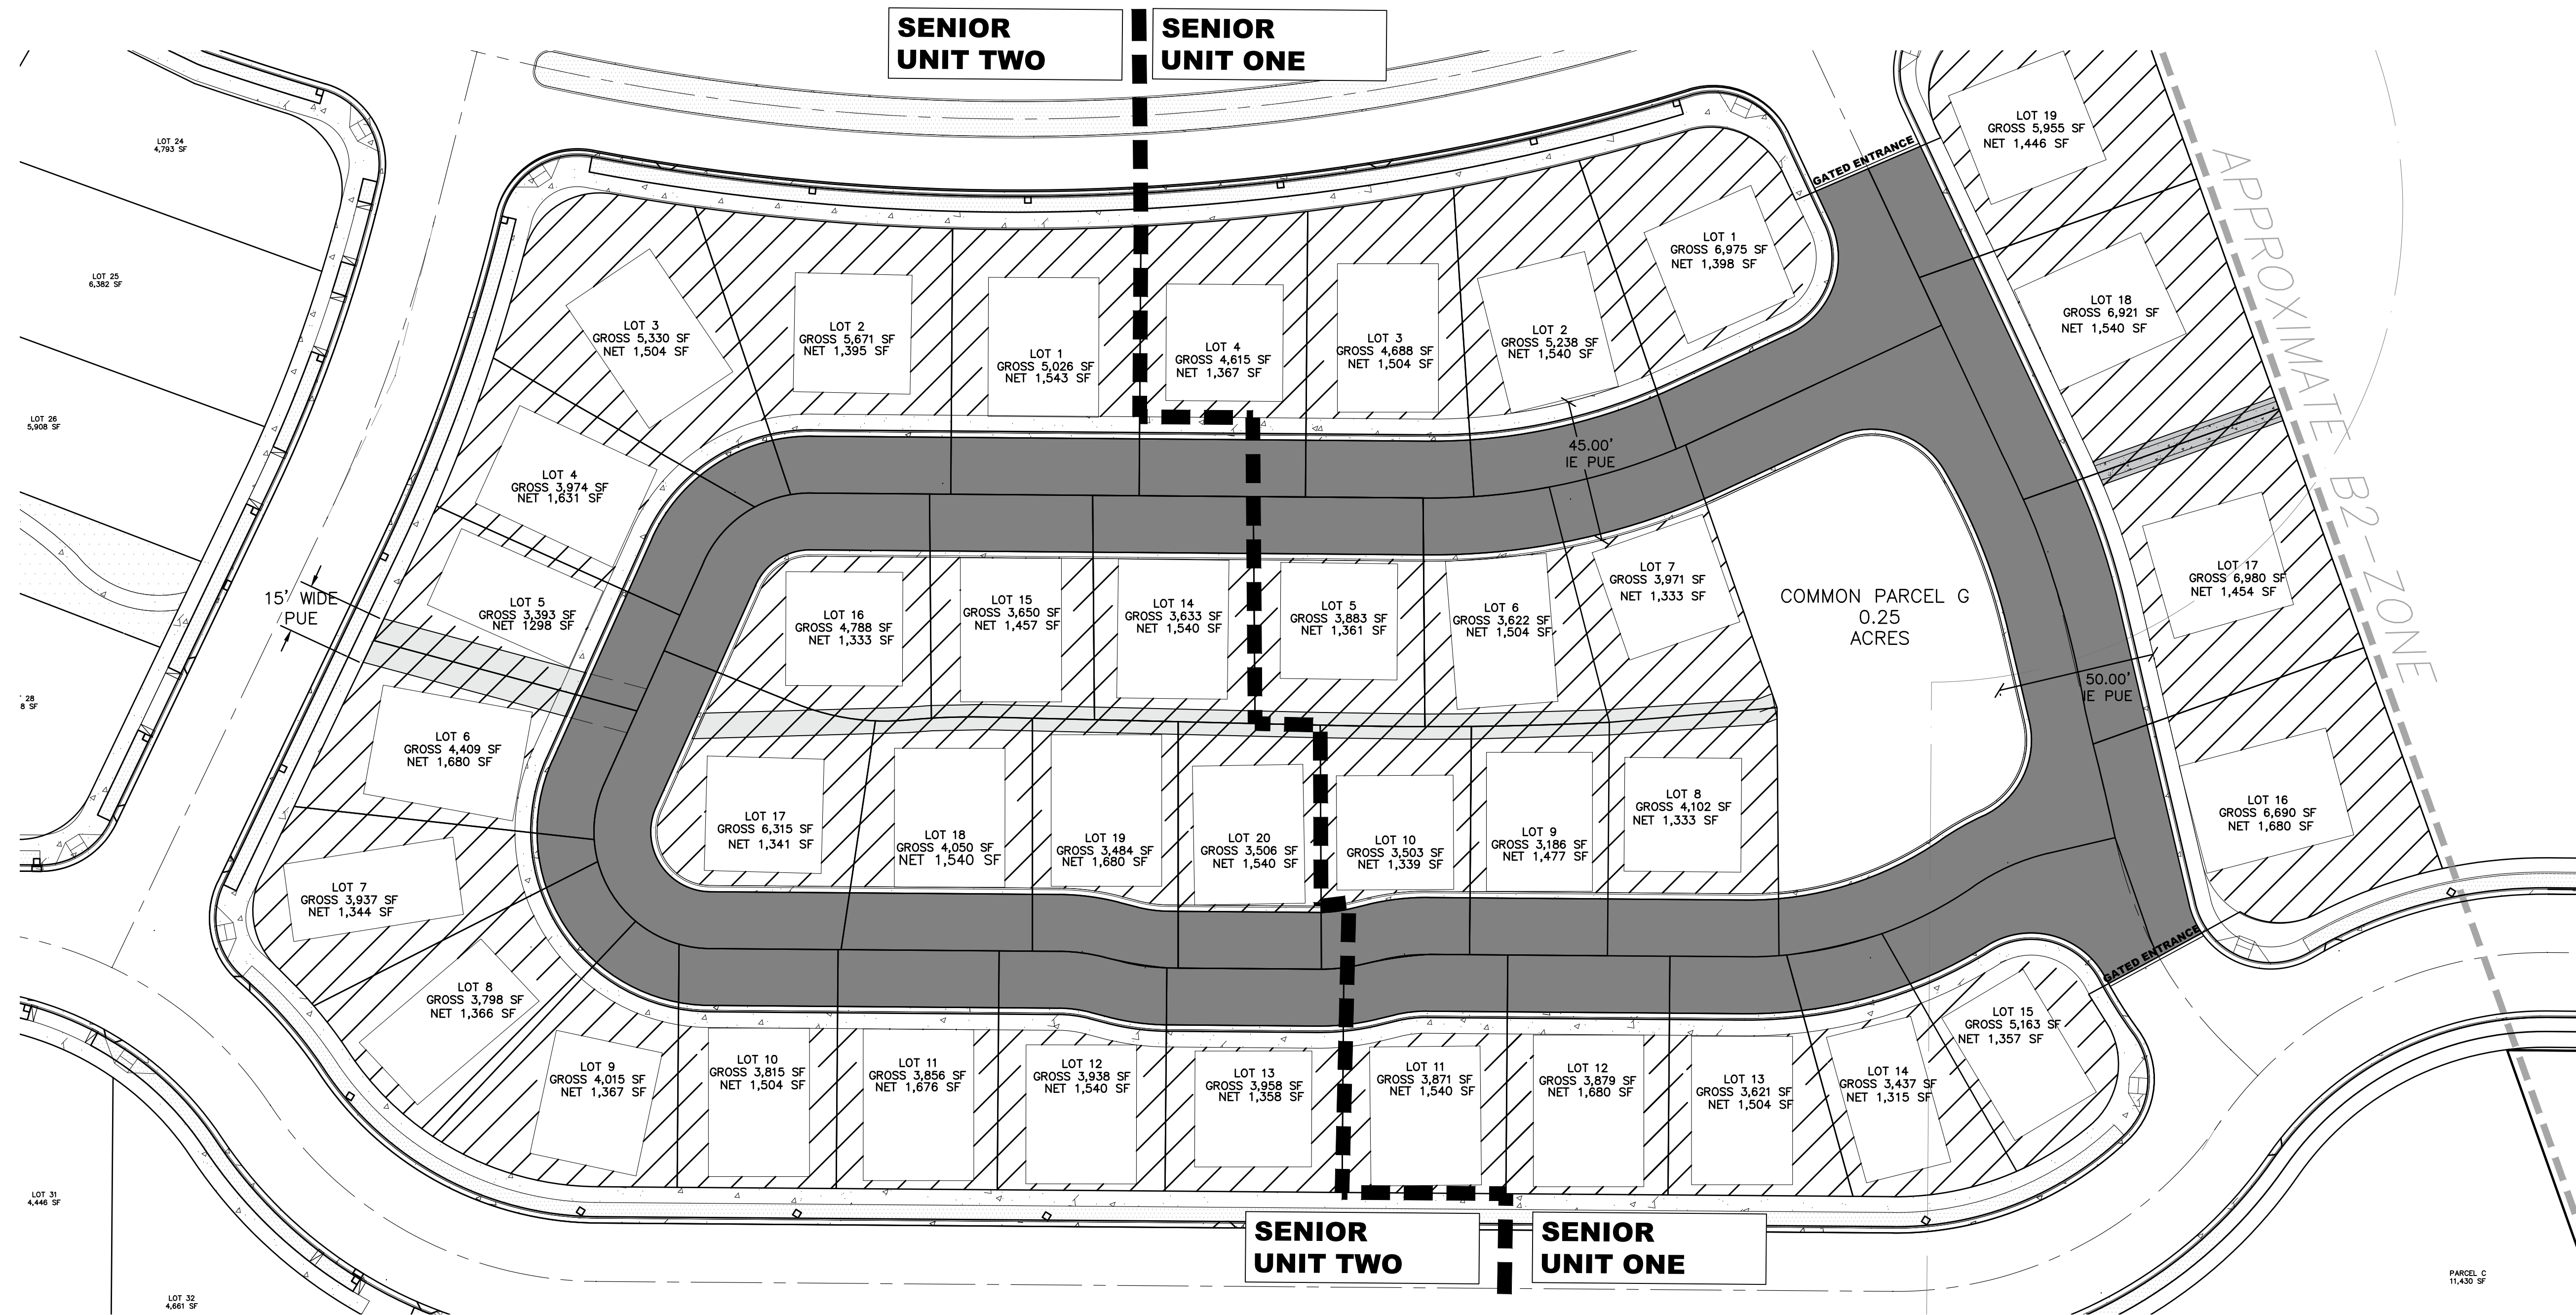 SENIOR
UNIT TWO
SENIOR
UNIT ONE
LOT 24
4,793 SF
LOT 25
6,382 SF
LOT 26
5,908 SF
28
8 SF
LOT 31
4,446 SF
LOT 32
4,661 SF
15' WIDE
PUE
LOT 3
GROSS 5,330 SF
NET 1,504 SF
LOT 2
GROSS 5,671 SF
NET 1,395 SF
LOT 1
GROSS 5,026 SF
NET 1,543 SF
LOT 4
GROSS 4,615 SF
NET 1,367 SF
LOT 3
GROSS 4,688 SF
NET 1,504 SF
LOT 2
GROSS 5,238 SF
NET 1,540 SF
LOT 1
GROSS 6,975 SF
NET 1,398 SF
GATED ENTRANCE
LOT 19
GROSS 5,955 SF
NET 1,446 SF
LOT 18
GROSS 6,921 SF
NET 1,540 SF
APPROXIMATE B2-ZONE
45.00'
IE PUE
LOT 4
GROSS 3,974 SF
NET 1,631 SF
LOT 5
GROSS 3,393 SF
NET 1298 SF
LOT 16
GROSS 4,788 SF
NET 1,333 SF
LOT 15
GROSS 3,650 SF
NET 1,457 SF
LOT 14
GROSS 3,633 SF
NET 1,540 SF
LOT 5
GROSS 3,883 SF
NET 1,361 SF
LOT 6
GROSS 3,622 SF
NET 1,504 SF
LOT 7
GROSS 3,971 SF
NET 1,333 SF
COMMON PARCEL G
0.25
ACRES
LOT 17
GROSS 6,980 SF
NET 1,454 SF
50.00'
IE PUE
LOT 6
GROSS 4,409 SF
NET 1,680 SF
LOT 17
GROSS 6,315 SF
NET 1,341 SF
LOT 18
GROSS 4,050 SF
NET 1,540 SF
LOT 19
GROSS 3,484 SF
NET 1,680 SF
LOT 20
GROSS 3,506 SF
NET 1,540 SF
LOT 10
GROSS 3,503 SF
NET 1,339 SF
LOT 9
GROSS 3,186 SF
NET 1,477 SF
LOT 8
GROSS 4,102 SF
NET 1,333 SF
LOT 16
GROSS 6,690 SF
NET 1,680 SF
LOT 7
GROSS 3,937 SF
NET 1,344 SF
LOT 8
GROSS 3,798 SF
NET 1,366 SF
GATED ENTRANCE
LOT 9
GROSS 4,015 SF
NET 1,367 SF
LOT 10
GROSS 3,815 SF
NET 1,504 SF
LOT 11
GROSS 3,856 SF
NET 1,676 SF
LOT 12
GROSS 3,938 SF
NET 1,540 SF
LOT 13
GROSS 3,958 SF
NET 1,358 SF
LOT 11
GROSS 3,871 SF
NET 1,540 SF
LOT 12
GROSS 3,879 SF
NET 1,680 SF
LOT 13
GROSS 3,621 SF
NET 1,504 SF
LOT 14
GROSS 3,437 SF
NET 1,315 SF
LOT 15
GROSS 5,163 SF
NET 1,357 SF
SENIOR
UNIT TWO
SENIOR
UNIT ONE
PARCEL C
11,430 SF